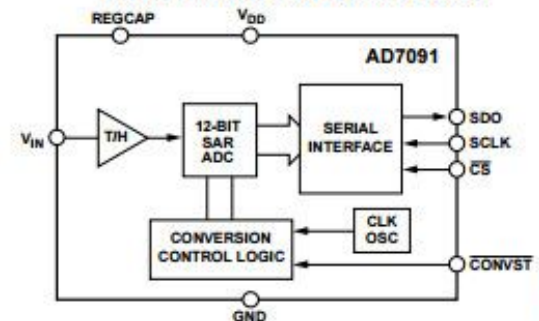 REGCAP
VDD
AD7091
VIN
T/H
12-BIT
SAR
ADC
SERIAL
INTERFACE
SDO
SCLK
CS
CLK
OSC
CONVERSION
CONTROL LOGIC
CONVST
GND